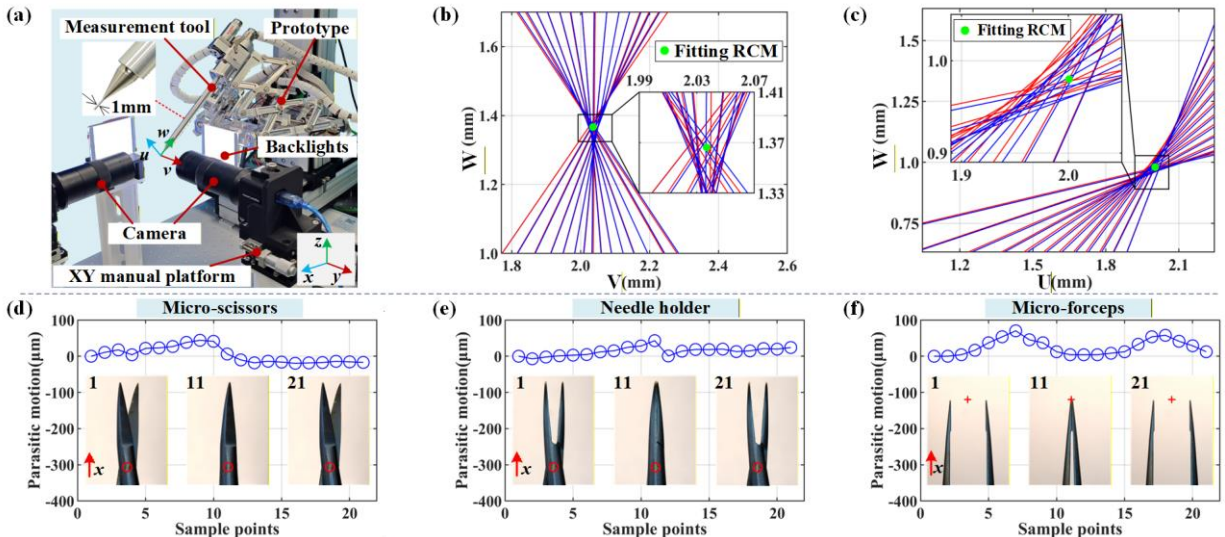 (a)
Measurement tool
Prototype
1mm
w
u
v
Backlights
Camera
XY manual platform
z
x
y
(b)
W (mm)
1.6
1.4
1.2
1.0
1.8
2.0
2.2
2.4
2.6
V(mm)
Fitting RCM
1.99
2.03
2.07
1.41
1.37
1.33
(c)
W (mm)
1.5
1.25
1.0
0.75
1.2
1.5
1.8
2.1
U(mm)
Fitting RCM
1.0
0.9
1.9
2.0
(d)
Micro-scissors
Parasitic motion(μm)
100
0
-100
-200
-300
-400
1
11
21
x
0
5
10
15
20
Sample points
(e)
Needle holder
Parasitic motion(μm)
100
0
-100
-200
-300
-400
1
11
21
x
0
5
10
15
20
Sample points
(f)
Micro-forceps
Parasitic motion(μm)
100
0
-100
-200
-300
-400
1
11
21
x
0
5
10
15
20
Sample points